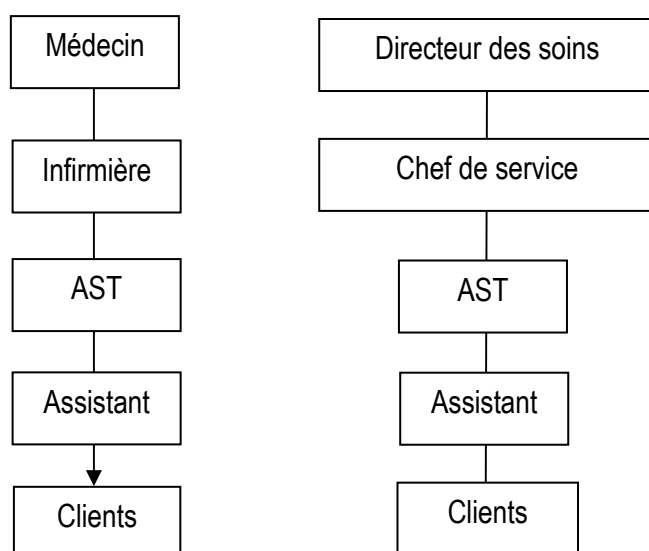 Médecin
Infirmière
AST
Assistant
Clients
Directeur des soins
Chef de service
AST
Assistant
Clients